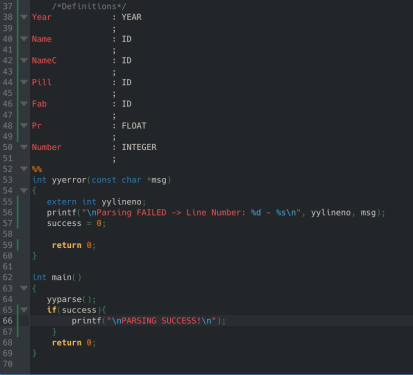 37 /*Definitions*/
38 Year : YEAR
39 ;
40 Name : ID
41 ;
42 NameC : ID
43 ;
44 Pill : ID
45 ;
46 Fab : ID
47 ;
48 Pr : FLOAT
49 ;
50 Number : INTEGER
51 ;
52 %%
53 int yyerror(const char *msg)
54 {
55 extern int yylineno;
56 printf("\nParsing FAILED -> Line Number: %d - %s\n", yylineno, msg);
57 success = 0;
58
59 return 0;
60 }
61
62 int main()
63 {
64 yyparse();
65 if(success){
66 printf("\nPARSING SUCCESS!\n");
67 }
68 return 0;
69 }
70